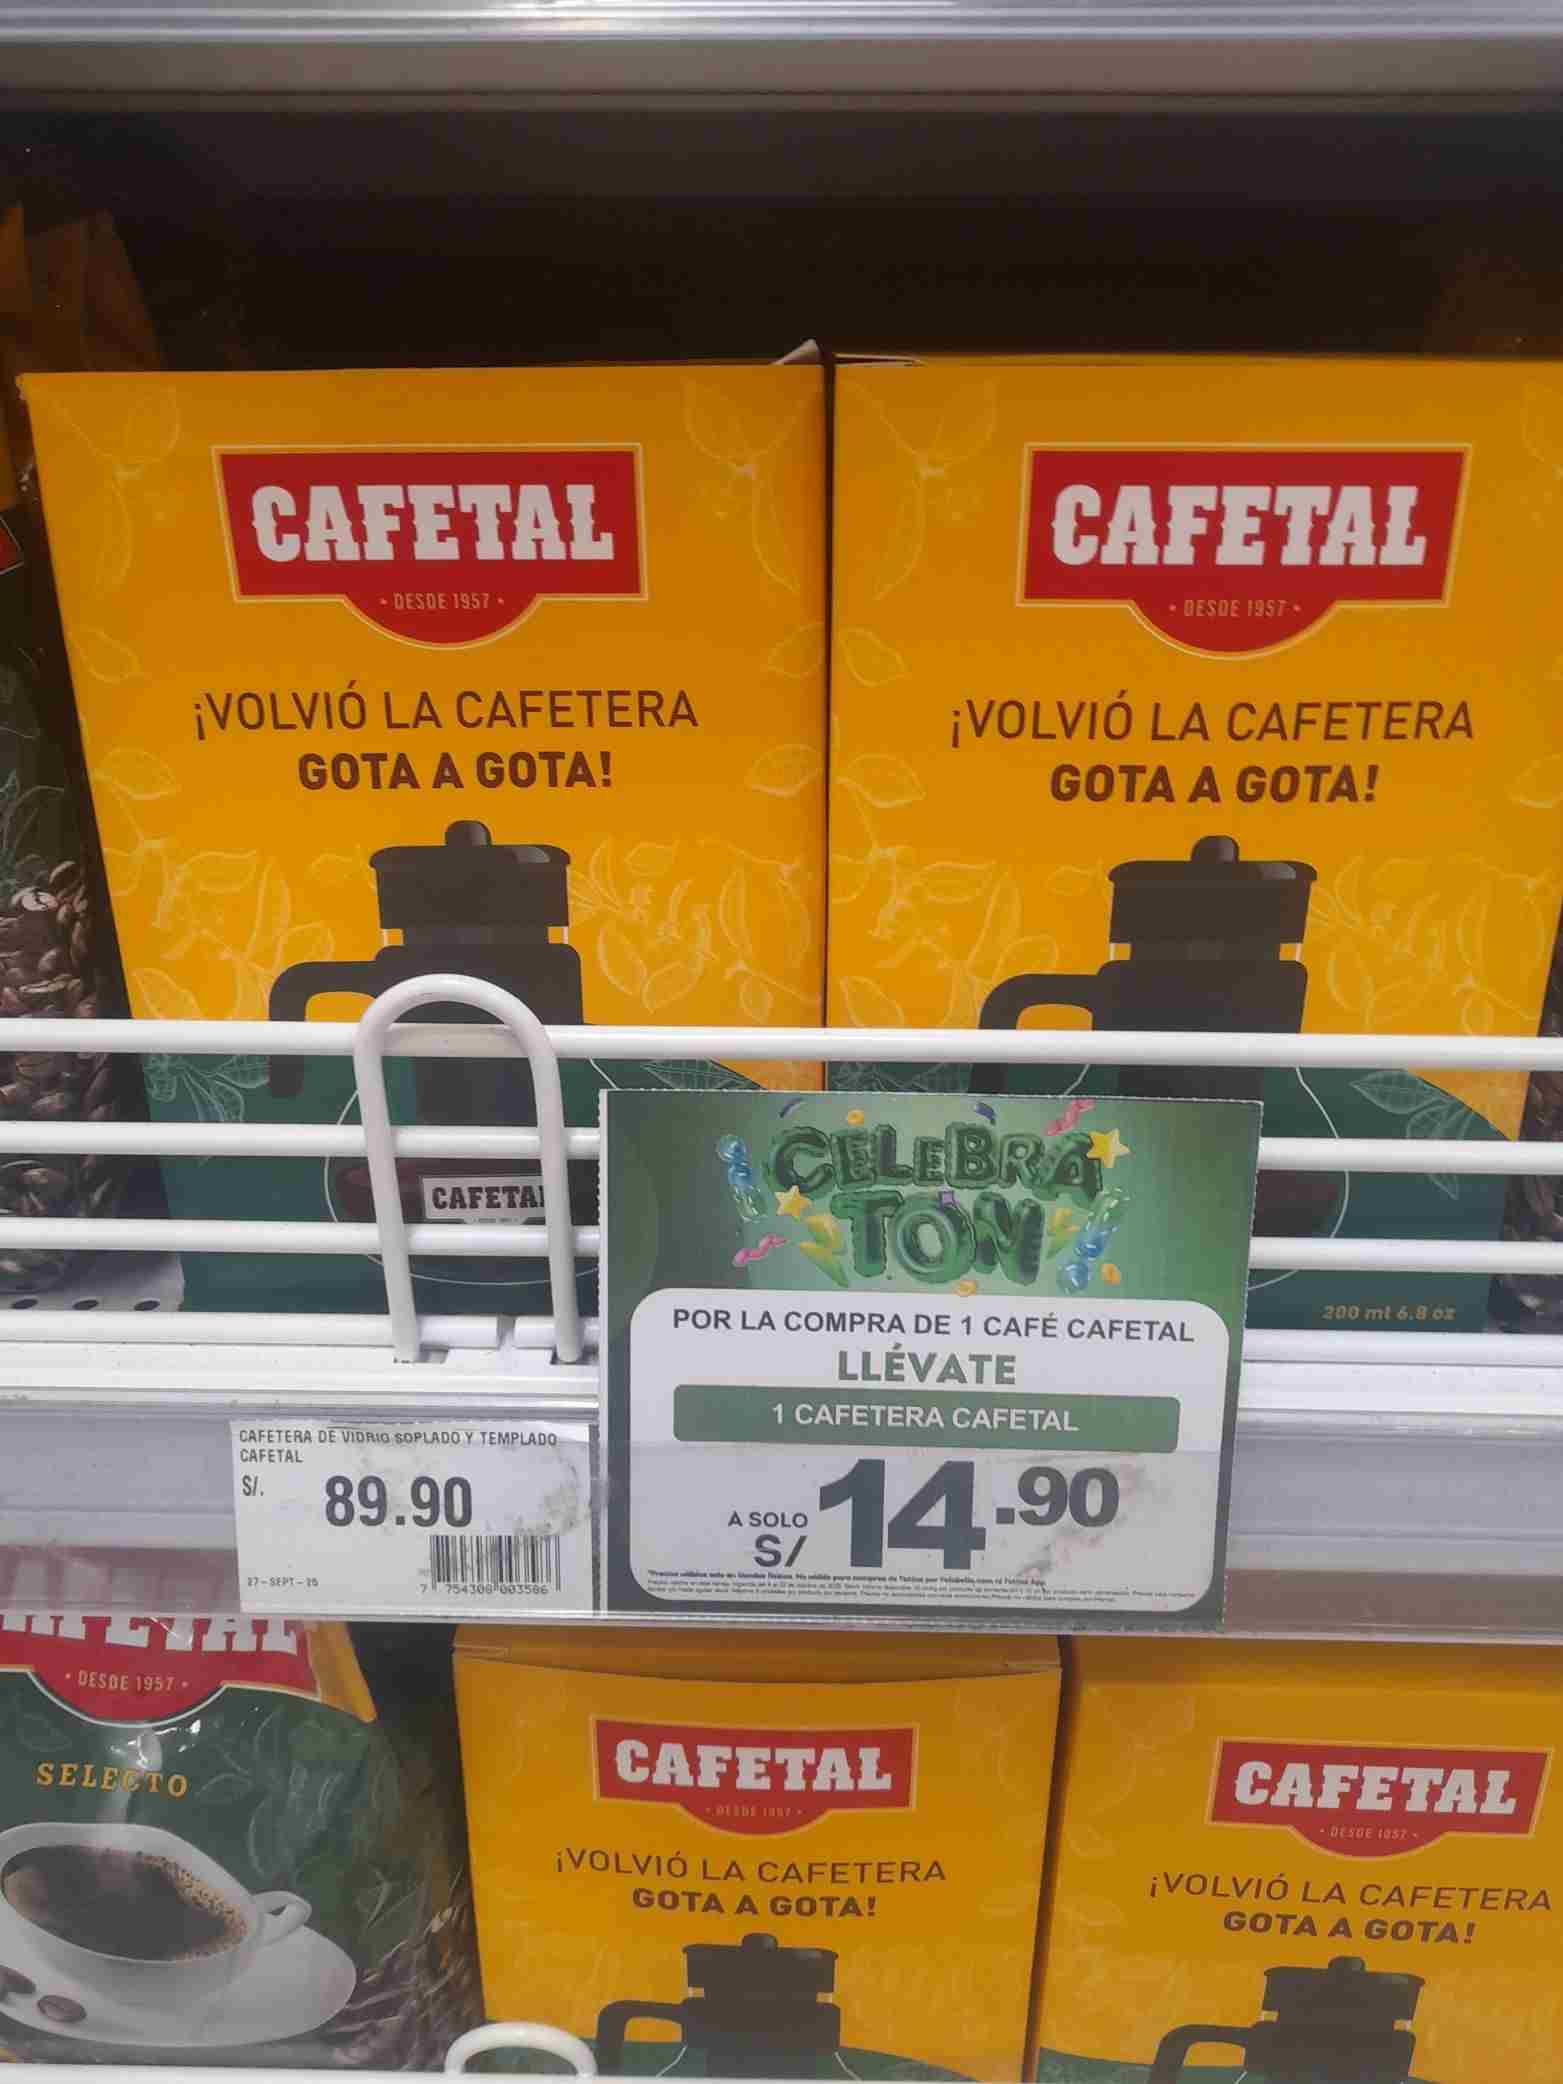 CAFETAL
• DESDE 1957 •
¡VOLVIÓ LA CAFETERA
GOTA A GOTA!
CAFETAL
• DESDE 1957 •
¡VOLVIÓ LA CAFETERA
GOTA A GOTA!
CAFETAL
200 ml 6.8 oz
CELEBRA
TON
POR LA COMPRA DE 1 CAFÉ CAFETAL
LLÉVATE
1 CAFETERA CAFETAL
A SOLO
S/ 14.90
CAFETERA DE VIDRIO SOPLADO Y TEMPLADO
CAFETAL
S/. 89.90
27-SEPT-25
7 754308 003586
CAFETAL
• DESDE 1957 •
SELECTO
CAFETAL
• DESDE 1957 •
¡VOLVIÓ LA CAFETERA
GOTA A GOTA!
CAFETAL
• DESDE 1957 •
¡VOLVIÓ LA CAFETERA
GOTA A GOTA!